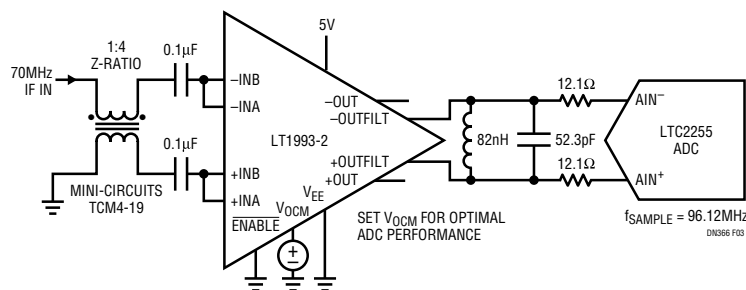 1:4
Z-RATIO
0.1µF
5V
70MHz
IF IN
–INB
–INA
–OUT
–OUTFILT
12.1Ω
AIN–
LT1993-2
82nH
52.3pF
LTC2255
ADC
0.1µF
+INB
+INA
+OUTFILT
+OUT
12.1Ω
AIN+
MINI-CIRCUITS
TCM4-19
VEE
VOCM
ENABLE
SET VOCM FOR OPTIMAL
ADC PERFORMANCE
fSAMPLE = 96.12MHz
DN366 F03
+
–